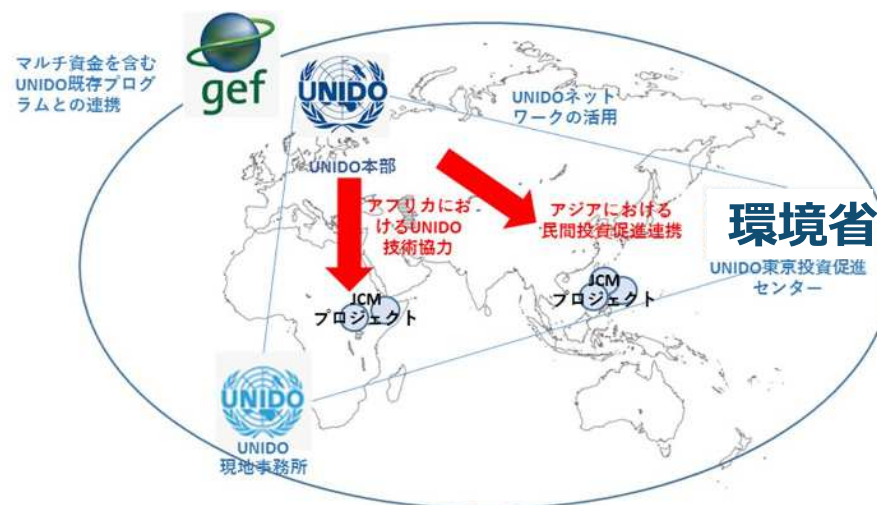 マルチ資金を含む
UNIDO既存プログ
ラムとの連携
gef
UNIDO
UNIDO本部
UNIDOネット
ワークの活用
アフリカにお
けるUNIDO
技術協力
アジアにおける
民間投資促進連携
環境省
UNIDO東京投資促進
センター
JCM
プロジェクト
JCM
プロジェクト
UNIDO
UNIDO
現地事務所